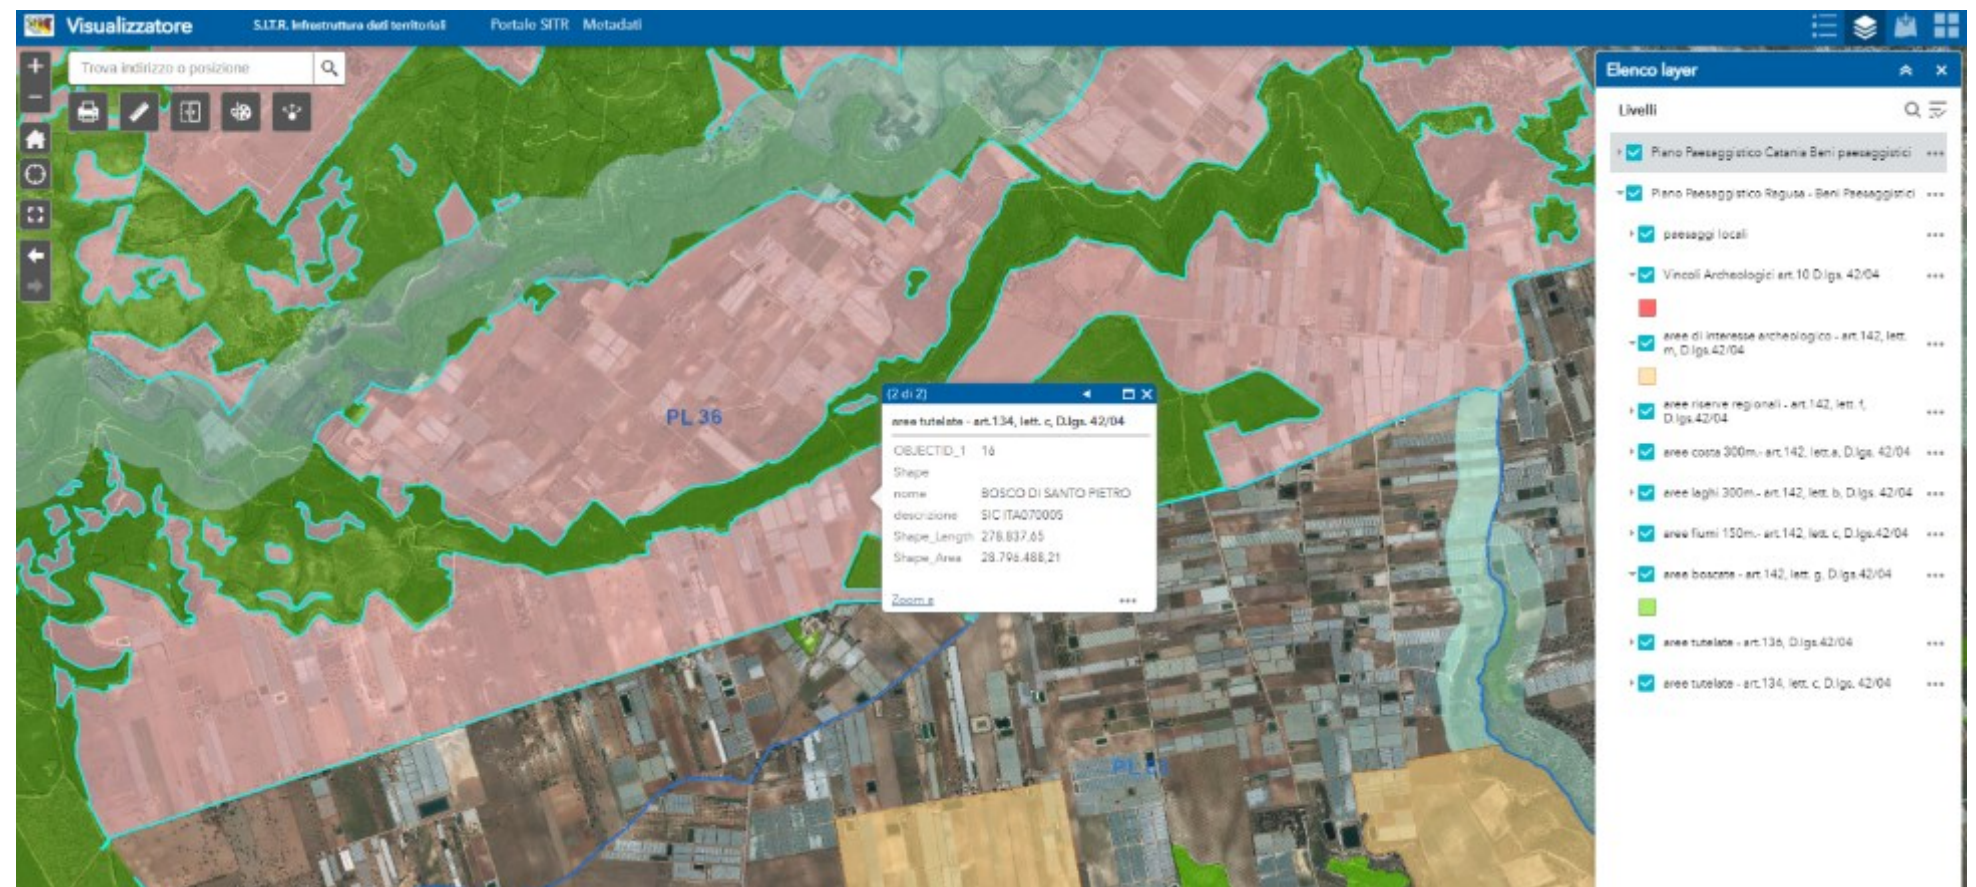 Visualizzatore
S.I.T.R. Infrastruttura dati territoriali
Portale SITR
Metadati
Trova indirizzo o posizione
PL 36
(2 di 2)
aree tutelate - art.134, lett. c, D.lgs. 42/04
OBJECTID_1 16
Shape
nome BOSCO DI SANTO PIETRO
descrizione SIC ITA070005
Shape_Length 278.837,65
Shape_Area 28.796.488,21
Zoom a
Elenco layer
Livelli
Piano Paesaggistico Catania Beni paesaggistici
Piano Paesaggistico Ragusa - Beni Paesaggistici
paesaggi locali
Vincoli Archeologici art.10 D.lgs. 42/04
aree di interesse archeologico - art.142, lett.
m, D.lgs.42/04
aree riserve regionali - art.142, lett. f,
D.lgs.42/04
aree costa 300m.- art.142, lett.a, D.lgs. 42/04
aree laghi 300m.- art.142, lett. b, D.lgs. 42/04
aree fiumi 150m.- art.142, lett. c, D.lgs.42/04
aree boscate - art.142, lett. g, D.lgs.42/04
aree tutelate - art.136, D.lgs.42/04
aree tutelate - art.134, lett. c, D.lgs. 42/04